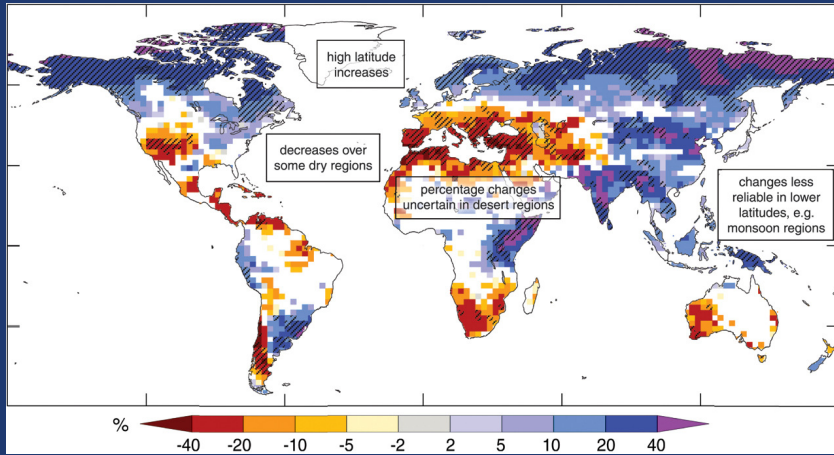 high latitude
increases
decreases over
some dry regions
percentage changes
uncertain in desert regions
changes less
reliable in lower
latitudes, e.g.
monsoon regions
%
-40 -20 -10 -5 -2 2 5 10 20 40